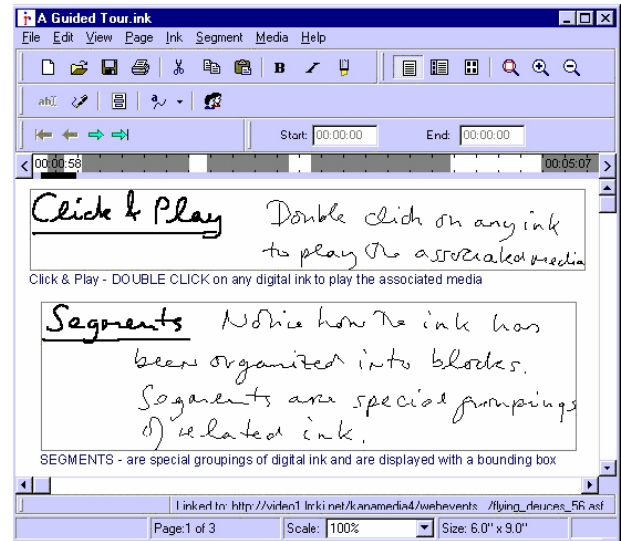 A Guided Tour.ink
File Edit View Page Ink Segment Media Help
B I
abI
Start: 00:00:00 End: 00:00:00
00:00:58 00:05:07
Click & Play Double click on any ink
to play the associated media
Click & Play - DOUBLE CLICK on any digital ink to play the associated media
Segments Notice how the ink has
been organized into blocks.
Segments are special groupings
of related ink.
SEGMENTS - are special groupings of digital ink and are displayed with a bounding box
Linked to: http://video1.lrrki.net/kanamedia4/webevents.../flying_deuces_56.asf
Page:1 of 3 Scale: 100% Size: 6.0" x 9.0"